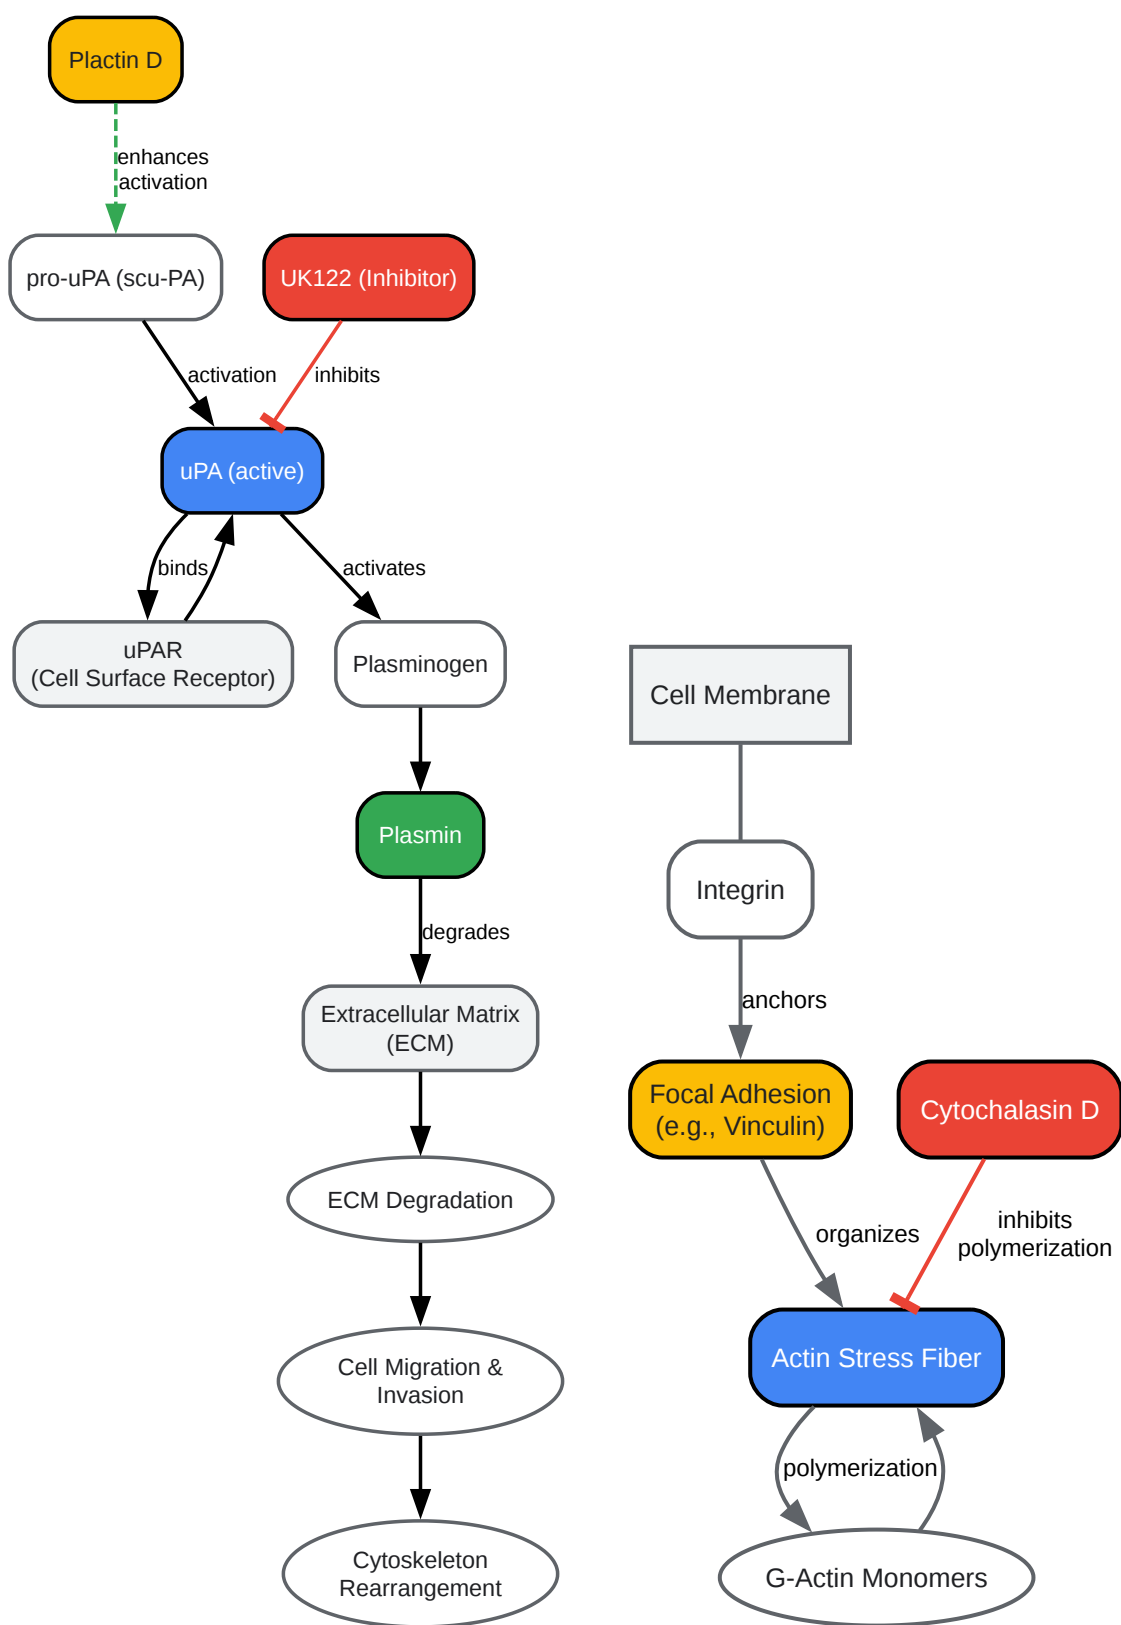 Plactin D
enhances
activation
pro-uPA (scu-PA)
UK122 (Inhibitor)
activation
inhibits
uPA (active)
binds
activates
uPAR
(Cell Surface Receptor)
Plasminogen
Plasmin
degrades
Extracellular Matrix
(ECM)
ECM Degradation
Cell Migration &
Invasion
Cytoskeleton
Rearrangement
Cell Membrane
Integrin
anchors
Focal Adhesion
(e.g., Vinculin)
Cytochalasin D
organizes
inhibits
polymerization
Actin Stress Fiber
polymerization
G-Actin Monomers